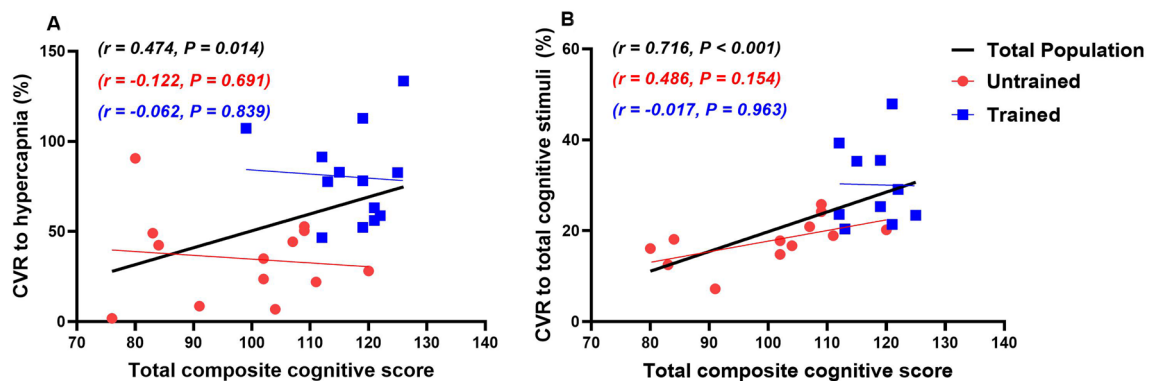 A
(r = 0.474, P = 0.014)
(r = -0.122, P = 0.691)
(r = -0.062, P = 0.839)
CVR to hypercapnia (%)
150
100
50
0
70 80 90 100 110 120 130 140
Total composite cognitive score
B
(r = 0.716, P < 0.001)
(r = 0.486, P = 0.154)
(r = -0.017, P = 0.963)
CVR to total cognitive stimuli (%)
60
40
20
0
70 80 90 100 110 120 130 140
Total composite cognitive score
Total Population
Untrained
Trained